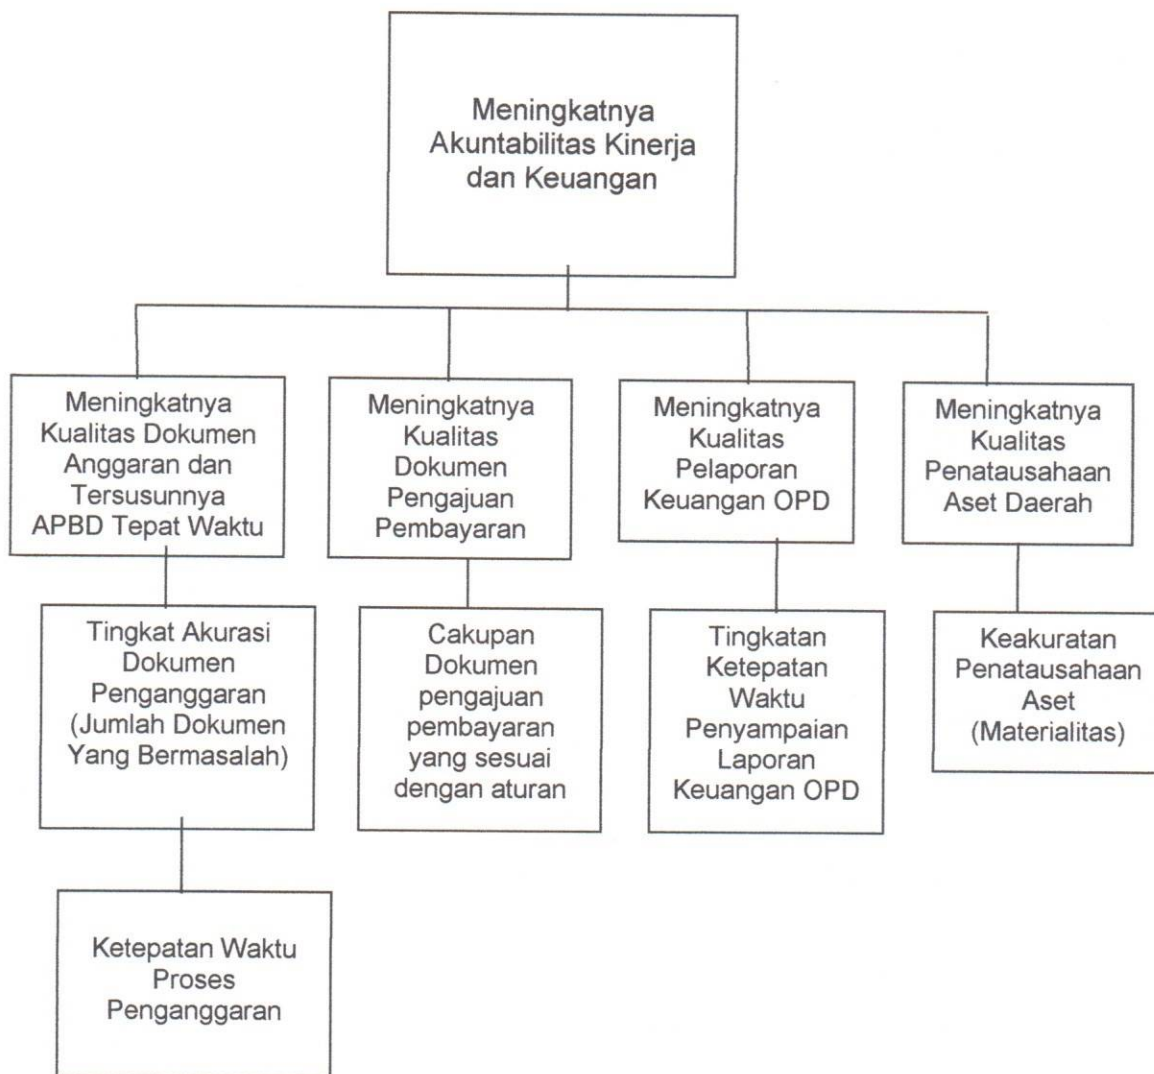 Meningkatnya
Akuntabilitas Kinerja
dan Keuangan
Meningkatnya
Kualitas Dokumen
Anggaran dan
Tersusunnya
APBD Tepat Waktu
Meningkatnya
Kualitas
Dokumen
Pengajuan
Pembayaran
Meningkatnya
Kualitas
Pelaporan
Keuangan OPD
Meningkatnya
Kualitas
Penatausahaan
Aset Daerah
Tingkat Akurasi
Dokumen
Penganggaran
(Jumlah Dokumen
Yang Bermasalah)
Cakupan
Dokumen
pengajuan
pembayaran
yang sesuai
dengan aturan
Tingkatan
Ketepatan
Waktu
Penyampaian
Laporan
Keuangan OPD
Keakuratan
Penatausahaan
Aset
(Materialitas)
Ketepatan Waktu
Proses
Penganggaran